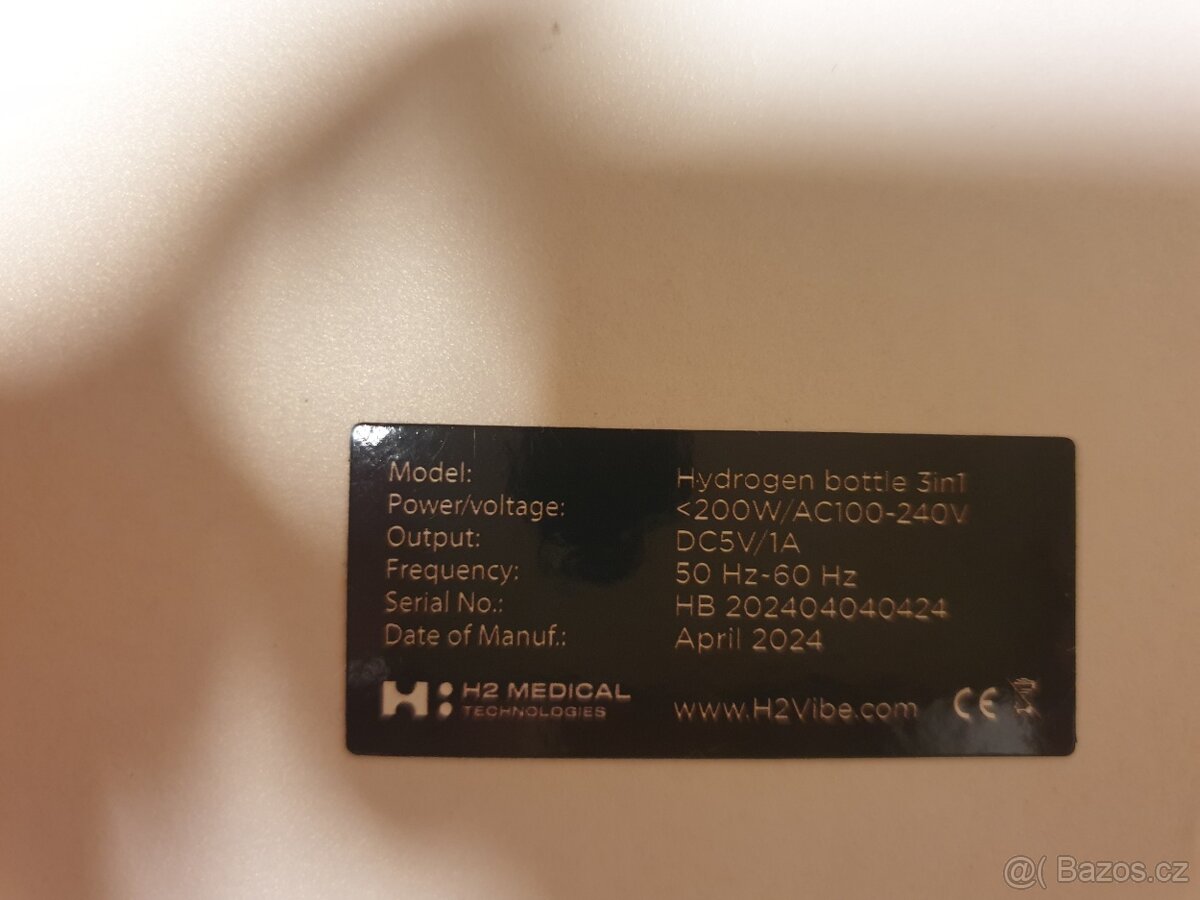 Model: Hydrogen bottle 3in1
Power/voltage: <200W/AC100-240V
Output: DC5V/1A
Frequency: 50 Hz-60 Hz
Serial No.: HB 202404040424
Date of Manuf.: April 2024
H2 MEDICAL
TECHNOLOGIES
www.H2Vibe.com CE
@( Bazos.cz